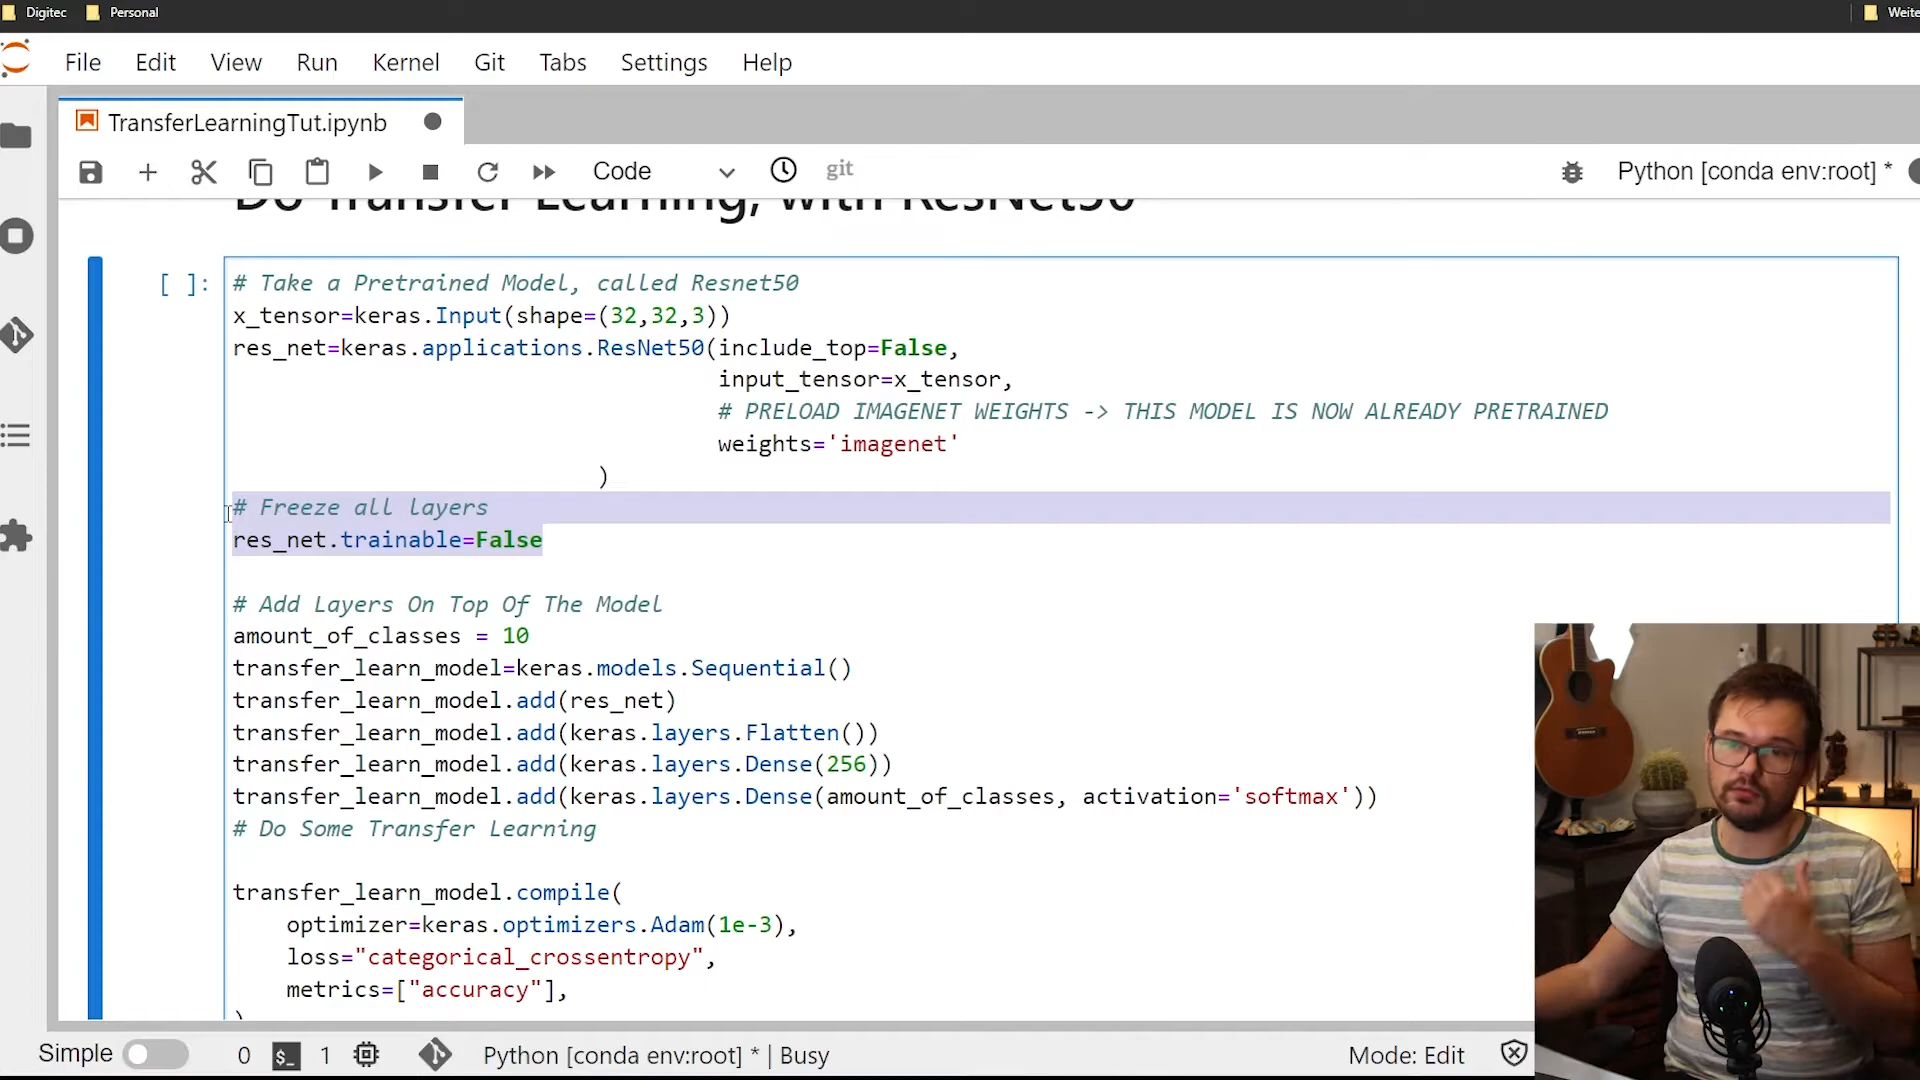 Digitec Personal Weite
File Edit View Run Kernel Git Tabs Settings Help
TransferLearningTut.ipynb
Code git Python [conda env:root] *
Do Transfer Learning, with ResNet50
[ ]: # Take a Pretrained Model, called Resnet50
x_tensor=keras.Input(shape=(32,32,3))
res_net=keras.applications.ResNet50(include_top=False,
input_tensor=x_tensor,
# PRELOAD IMAGENET WEIGHTS -> THIS MODEL IS NOW ALREADY PRETRAINED
weights='imagenet'
)
# Freeze all layers
res_net.trainable=False
# Add Layers On Top Of The Model
amount_of_classes = 10
transfer_learn_model=keras.models.Sequential()
transfer_learn_model.add(res_net)
transfer_learn_model.add(keras.layers.Flatten())
transfer_learn_model.add(keras.layers.Dense(256))
transfer_learn_model.add(keras.layers.Dense(amount_of_classes, activation='softmax'))
# Do Some Transfer Learning
transfer_learn_model.compile(
optimizer=keras.optimizers.Adam(1e-3),
loss="categorical_crossentropy",
metrics=["accuracy"],
)
Simple 0 $_ 1 Python [conda env:root] * | Busy Mode: Edit